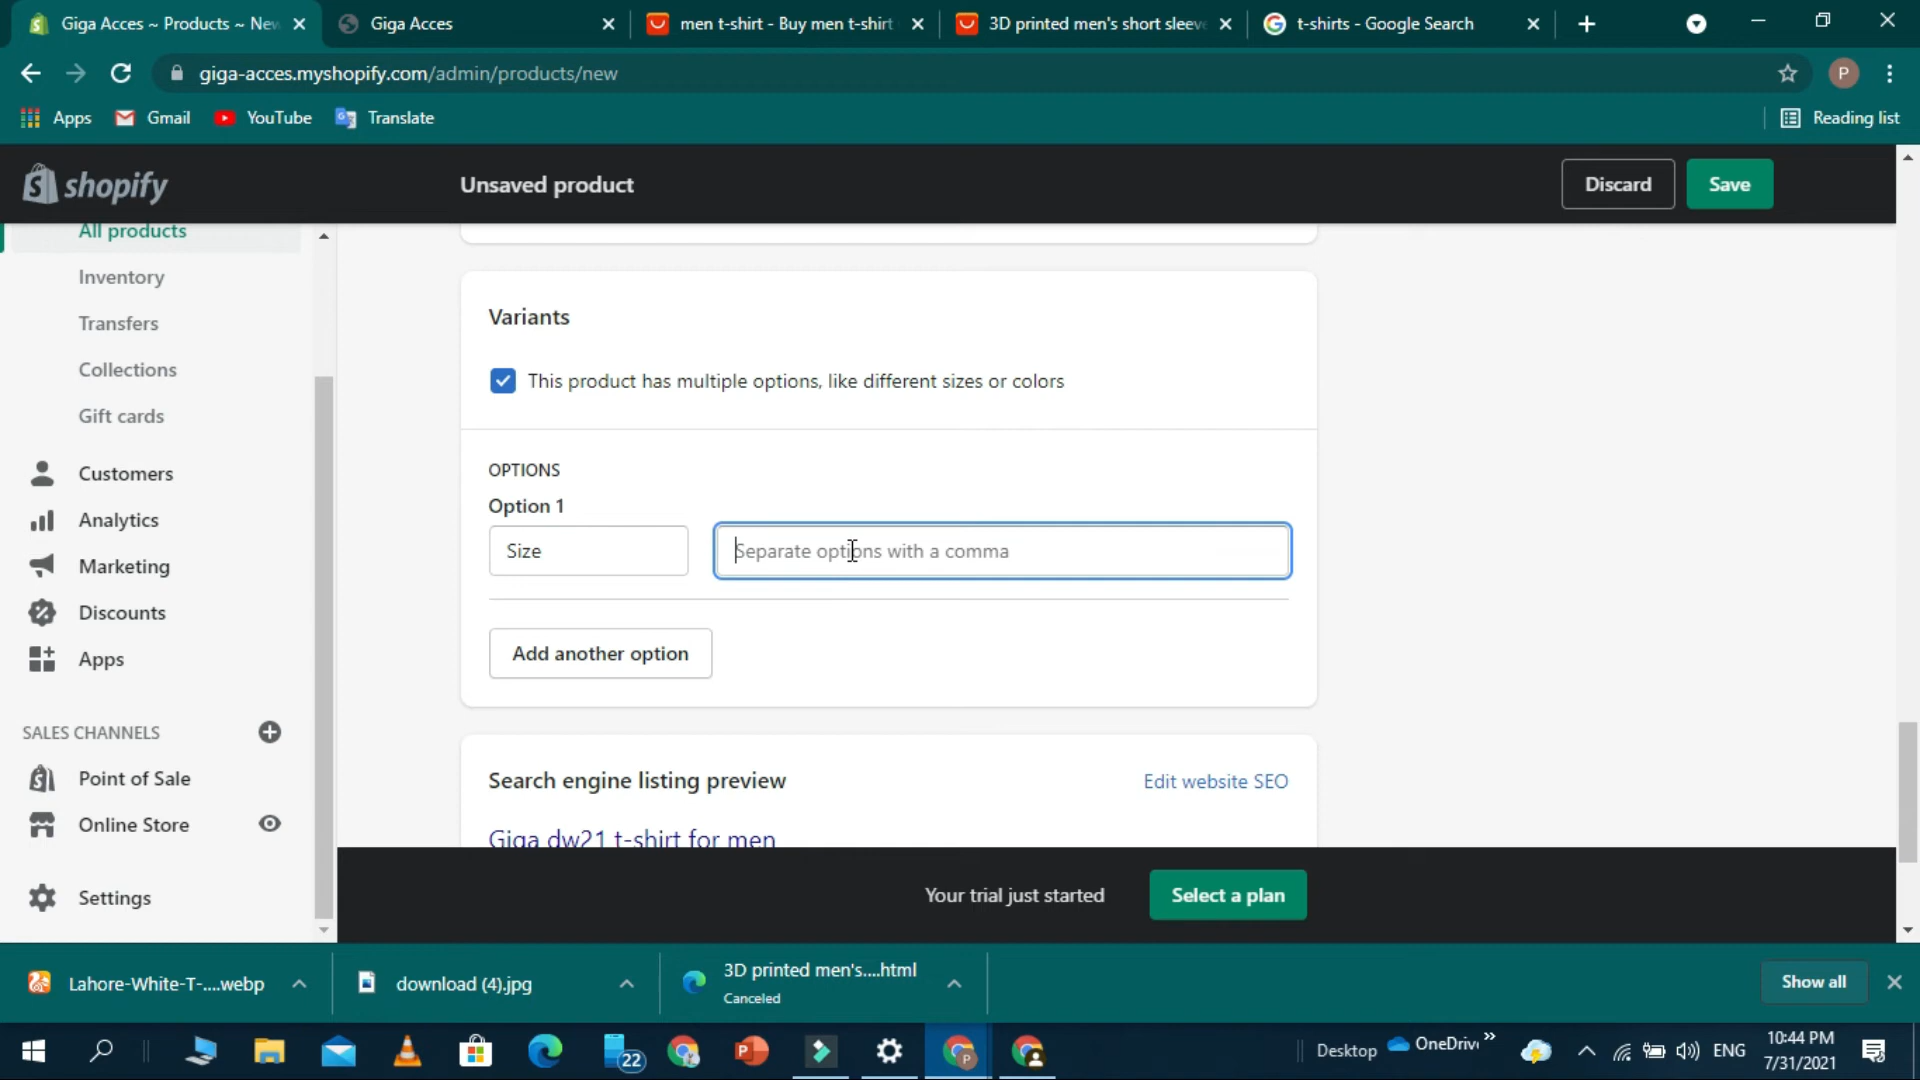 Giga Acces ~ Products ~ New
Giga Acces
men t-shirt - Buy men t-shirt
3D printed men's short sleeve
t-shirts - Google Search
giga-acces.myshopify.com/admin/products/new
P
Apps
Gmail
YouTube
Translate
Reading list
shopify
Unsaved product
Discard
Save
All products
Inventory
Transfers
Collections
Gift cards
Customers
Analytics
Marketing
Discounts
Apps
SALES CHANNELS
Point of Sale
Online Store
Settings
Variants
This product has multiple options, like different sizes or colors
OPTIONS
Option 1
Size
Separate options with a comma
Add another option
Search engine listing preview
Edit website SEO
Giga dw21 t-shirt for men
Your trial just started
Select a plan
Lahore-White-T-....webp
download (4).jpg
3D printed men's....html
Canceled
Show all
22
Desktop
OneDrive
ENG
10:44 PM
7/31/2021